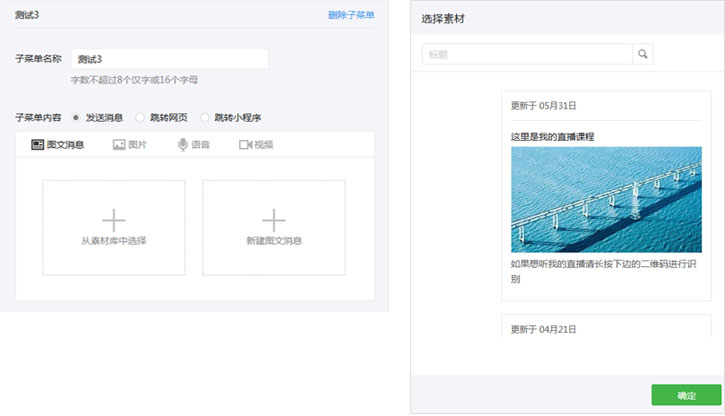 测试3 删除子菜单
子菜单名称 测试3
字数不超过8个汉字或16个字母
子菜单内容 发送消息 跳转网页 跳转小程序
图文消息 图片 语音 视频
从素材库中选择 新建图文消息
选择素材
标题
更新于 05月31日
这里是我的直播课程
如果想听我的直播请长按下边的二维码进行识
别
更新于 04月21日
确定